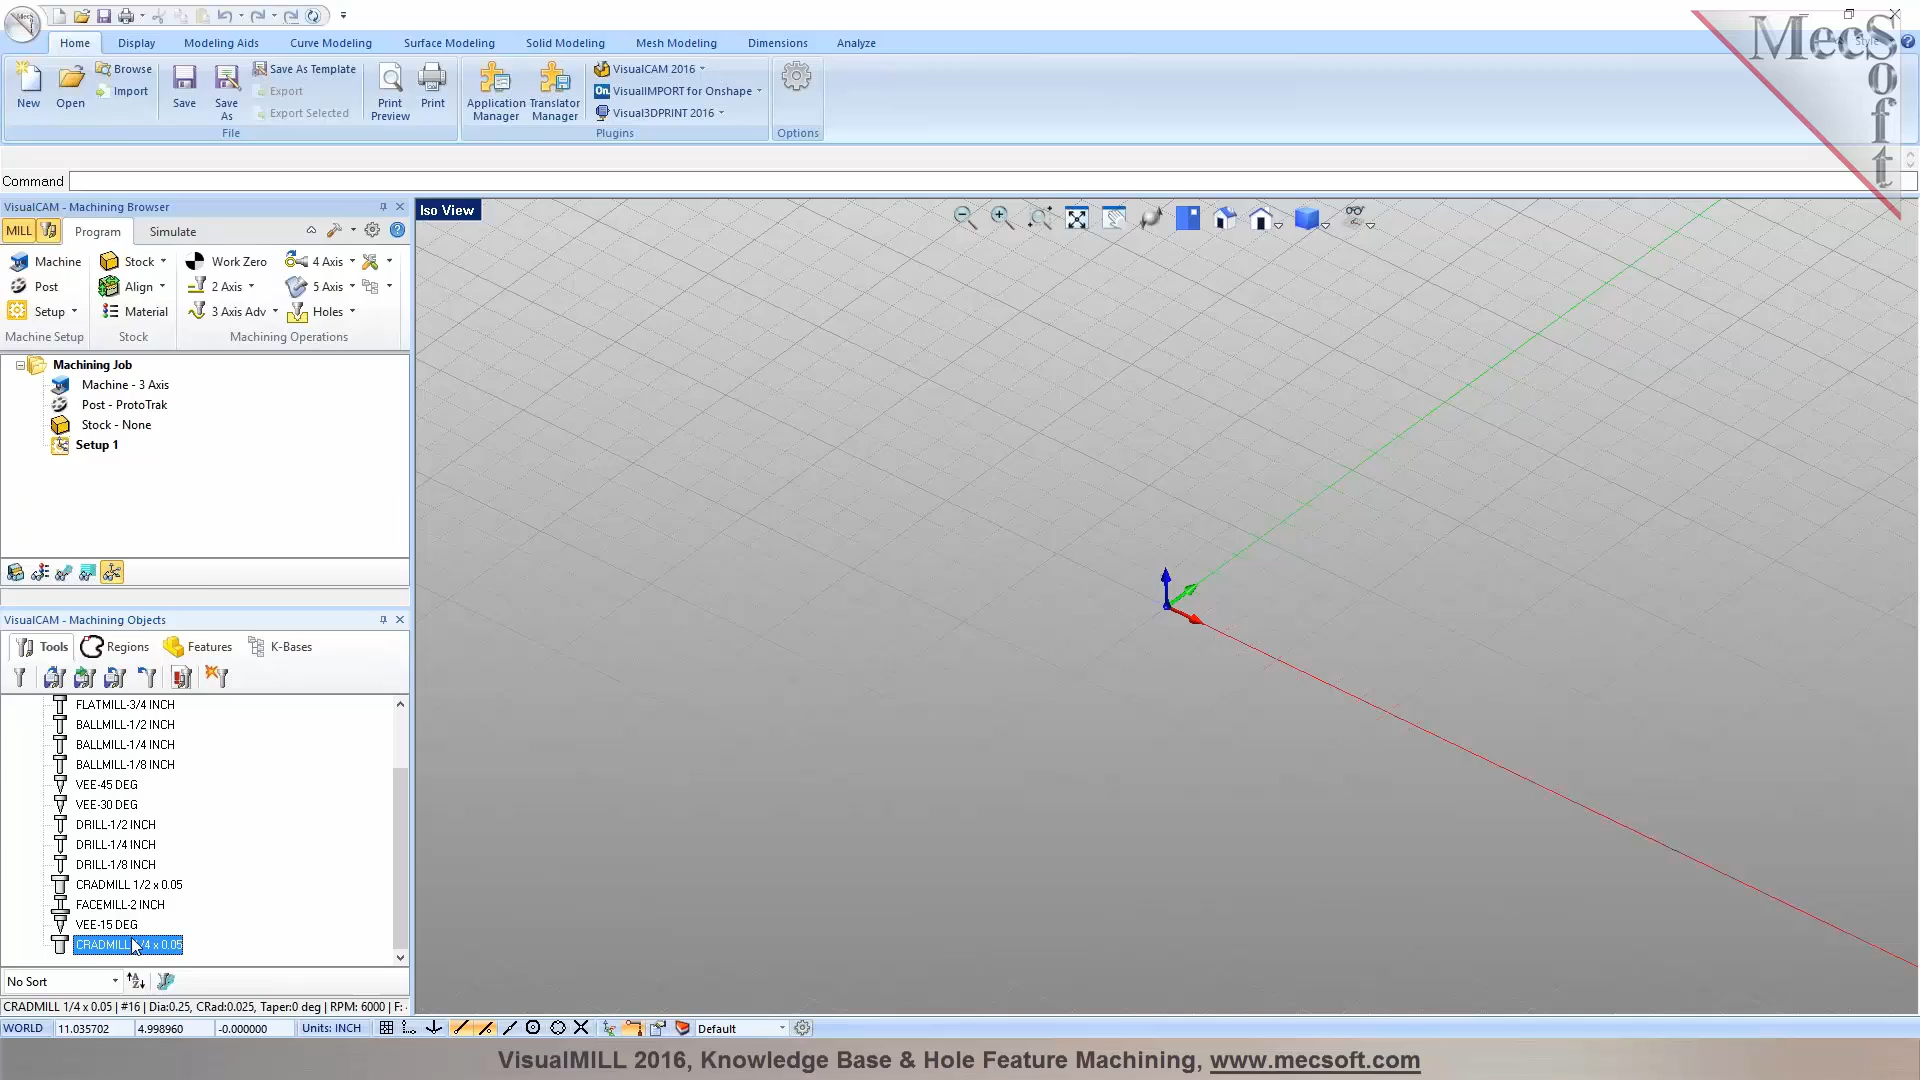 Home Display Modeling Aids Curve Modeling Surface Modeling Solid Modeling Mesh Modeling Dimensions Analyze
MecSoft
New Open Browse Import Save Save As Save As Template Export Export Selected Print Preview Print Application Manager Translator Manager VisualCAM 2016 VisualIMPORT for Onshape Visual3DPRINT 2016
File Plugins Options
Command
VisualCAM - Machining Browser
Iso View
MILL Program Simulate
Machine Stock Work Zero 4 Axis
Post Align 2 Axis 5 Axis
Setup Material 3 Axis Adv Holes
Machine Setup Stock Machining Operations
Machining Job
Machine - 3 Axis
Post - ProtoTrak
Stock - None
Setup 1
VisualCAM - Machining Objects
Tools Regions Features K-Bases
FLATMILL-3/4 INCH
BALLMILL-1/2 INCH
BALLMILL-1/4 INCH
BALLMILL-1/8 INCH
VEE-45 DEG
VEE-30 DEG
DRILL-1/2 INCH
DRILL-1/4 INCH
DRILL-1/8 INCH
CRADMILL 1/2 x 0.05
FACEMILL-2 INCH
VEE-15 DEG
CRADMILL 1/4 x 0.05
No Sort
CRADMILL 1/4 x 0.05 | #16 | Dia:0.25, CRad:0.025, Taper:0 deg | RPM: 6000 | F:
WORLD 11.035702 4.998960 -0.000000 Units: INCH Default
VisualMILL 2016, Knowledge Base & Hole Feature Machining, www.mecsoft.com